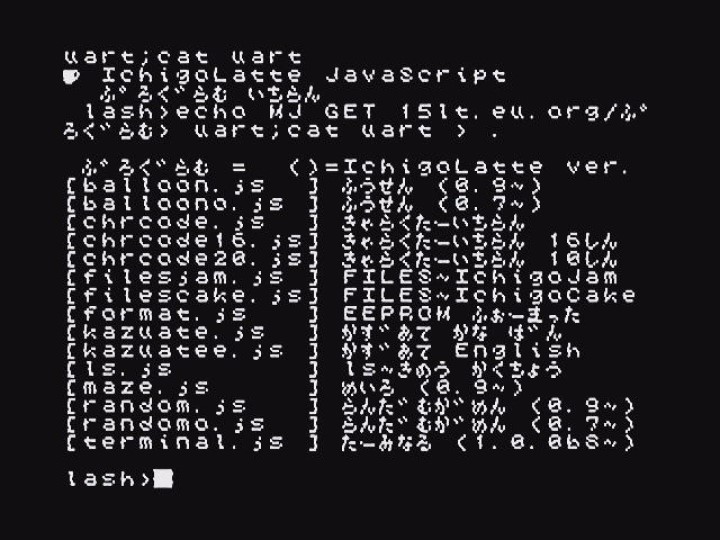 uart;cat uart
IchigoLatte JavaScript
ぷろぐらむ いちらん
lash>echo MJ GET 15lt.eu.org/ぷ
ろぐらむ> uart;cat uart > .
ぷろぐらむ = ()=IchigoLatte ver.
[balloon.js ] ふうせん (0.9~)
[balloono.js ] ふうせん (0.7~)
[chrcode.js ] きゃらくたーいちらん
[chrcode16.js] きゃらくたーいちらん 16しん
[chrcode20.js] きゃらくたーいちらん 10しん
[filesjam.js ] FILES~IchigoJam
[filescake.js] FILES~IchigoCake
[format.js ] EEPROM ふぉーまった
[kazuate.js ] かずあて かな ばん
[kazuatee.js ] かずあて English
[ls.js ] ls~きのう かくちょう
[maze.js ] めいろ (0.9~)
[random.js ] らんだむがめん (0.9~)
[randomo.js ] らんだむがめん (0.7~)
[terminal.js ] たーみなる (1.0.0b8~)
lash>